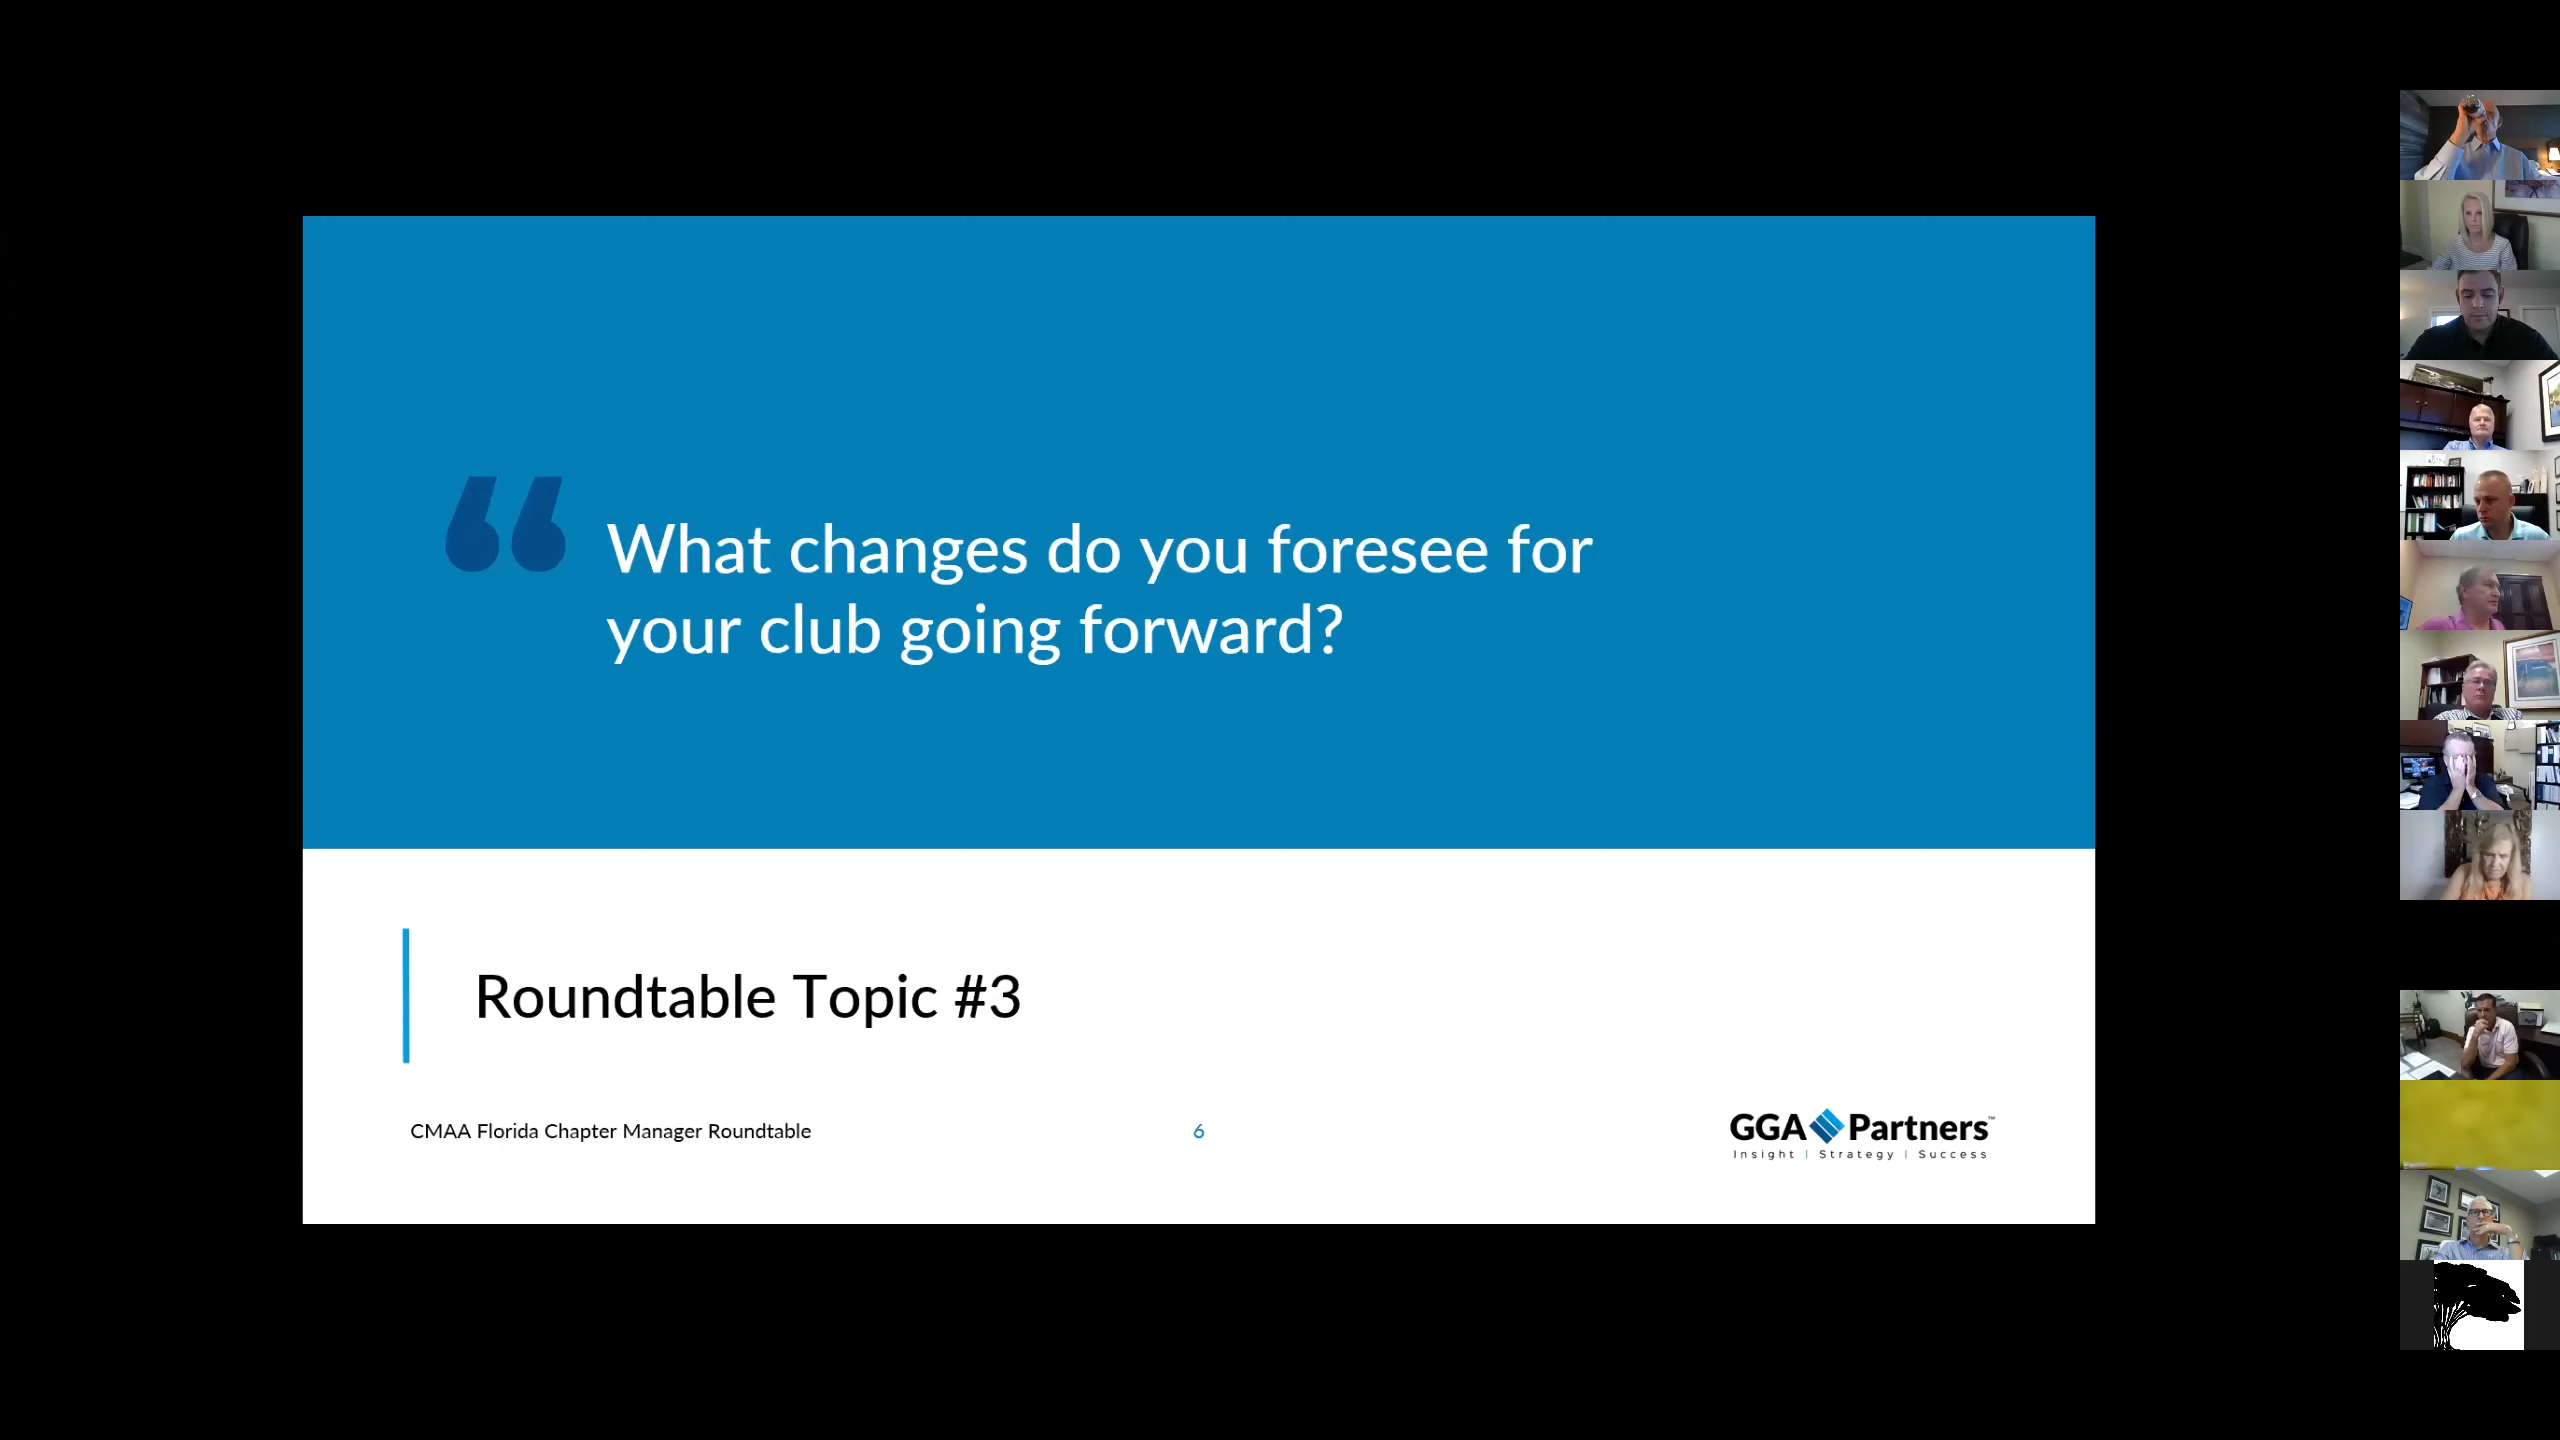 “
What changes do you foresee for
your club going forward?
Roundtable Topic #3
CMAA Florida Chapter Manager Roundtable
6
GGA Partners™
Insight | Strategy | Success